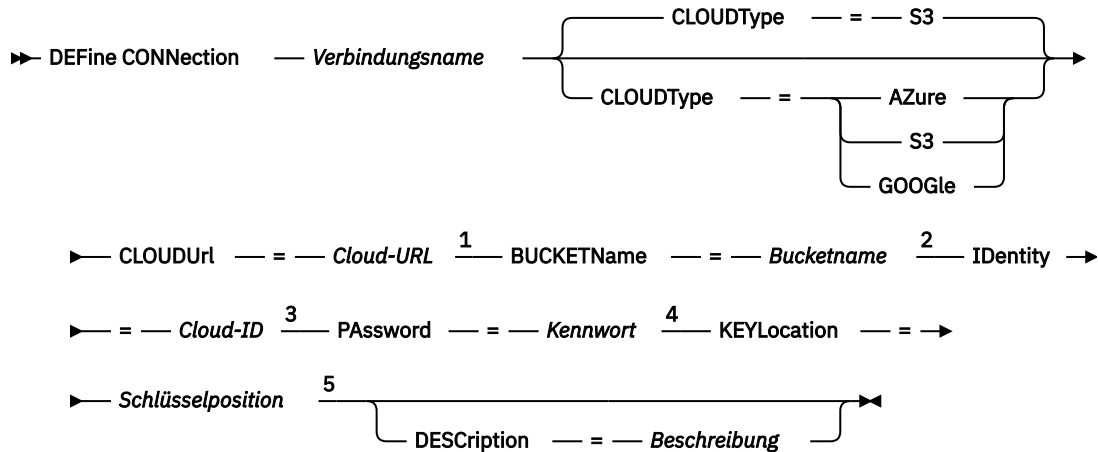 CLOUDType = S3
DEFine CONNection Verbindungsname
CLOUDType = AZure
S3
GOOGle
CLOUDUrl = Cloud-URL 1 BUCKETName = Bucketname 2 IDentity
= Cloud-ID 3 PAssword = Kennwort 4 KEYLocation =
Schlüsselposition 5
DESCription = Beschreibung